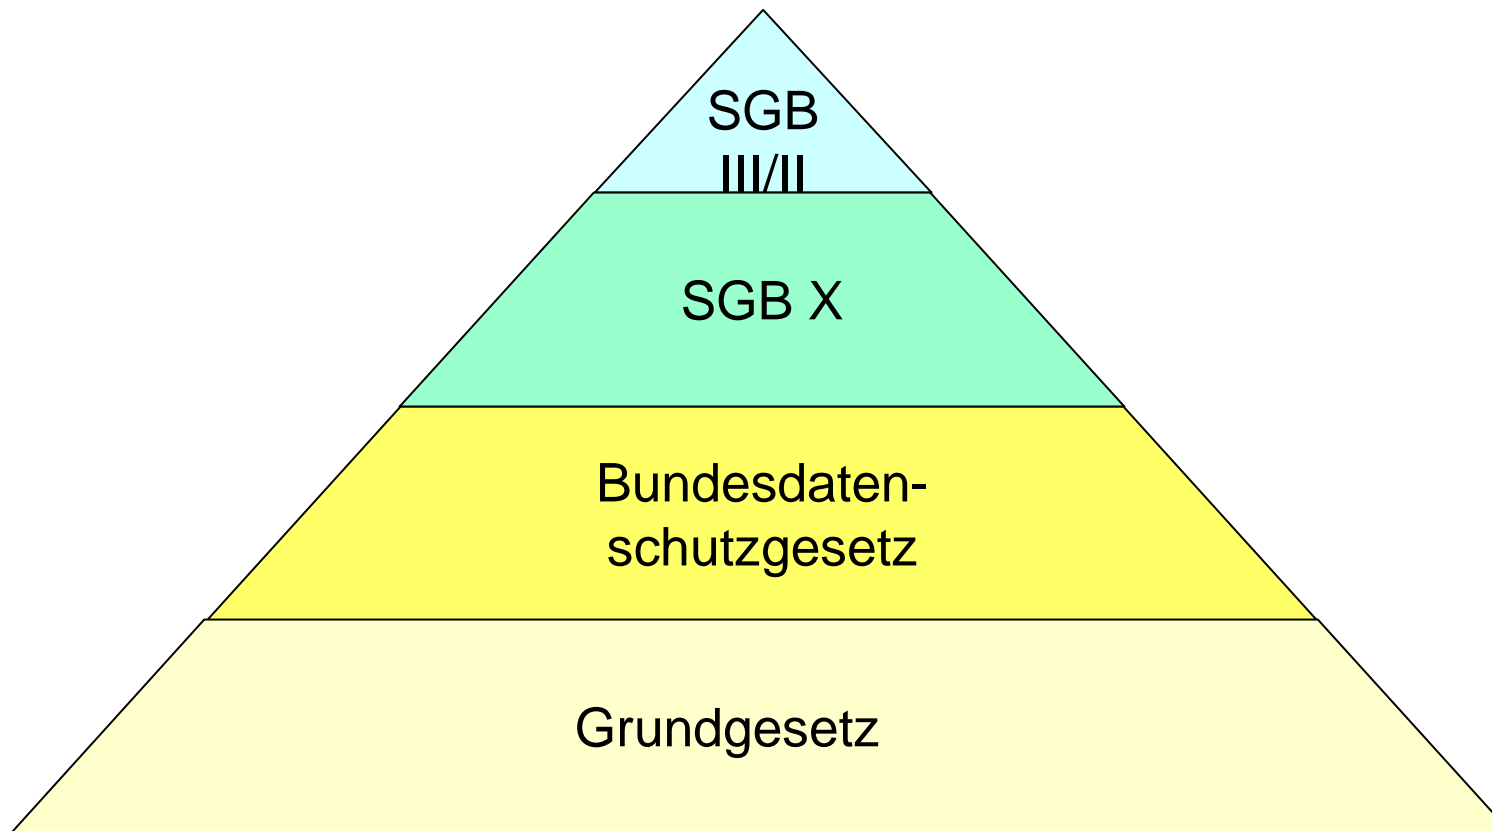 SGB
III/II
SGB X
Bundesdaten-
schutzgesetz
Grundgesetz